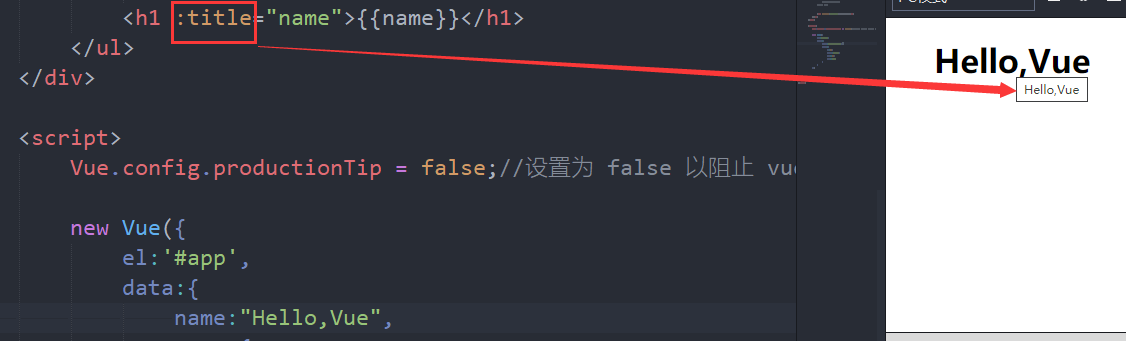 <h1 :title="name">{{name}}</h1>
</ul>
</div>
<script>
Vue.config.productionTip = false;//设置为 false 以阻止 vue
new Vue({
el:'#app',
data:{
name:"Hello,Vue",
Hello,Vue
Hello,Vue